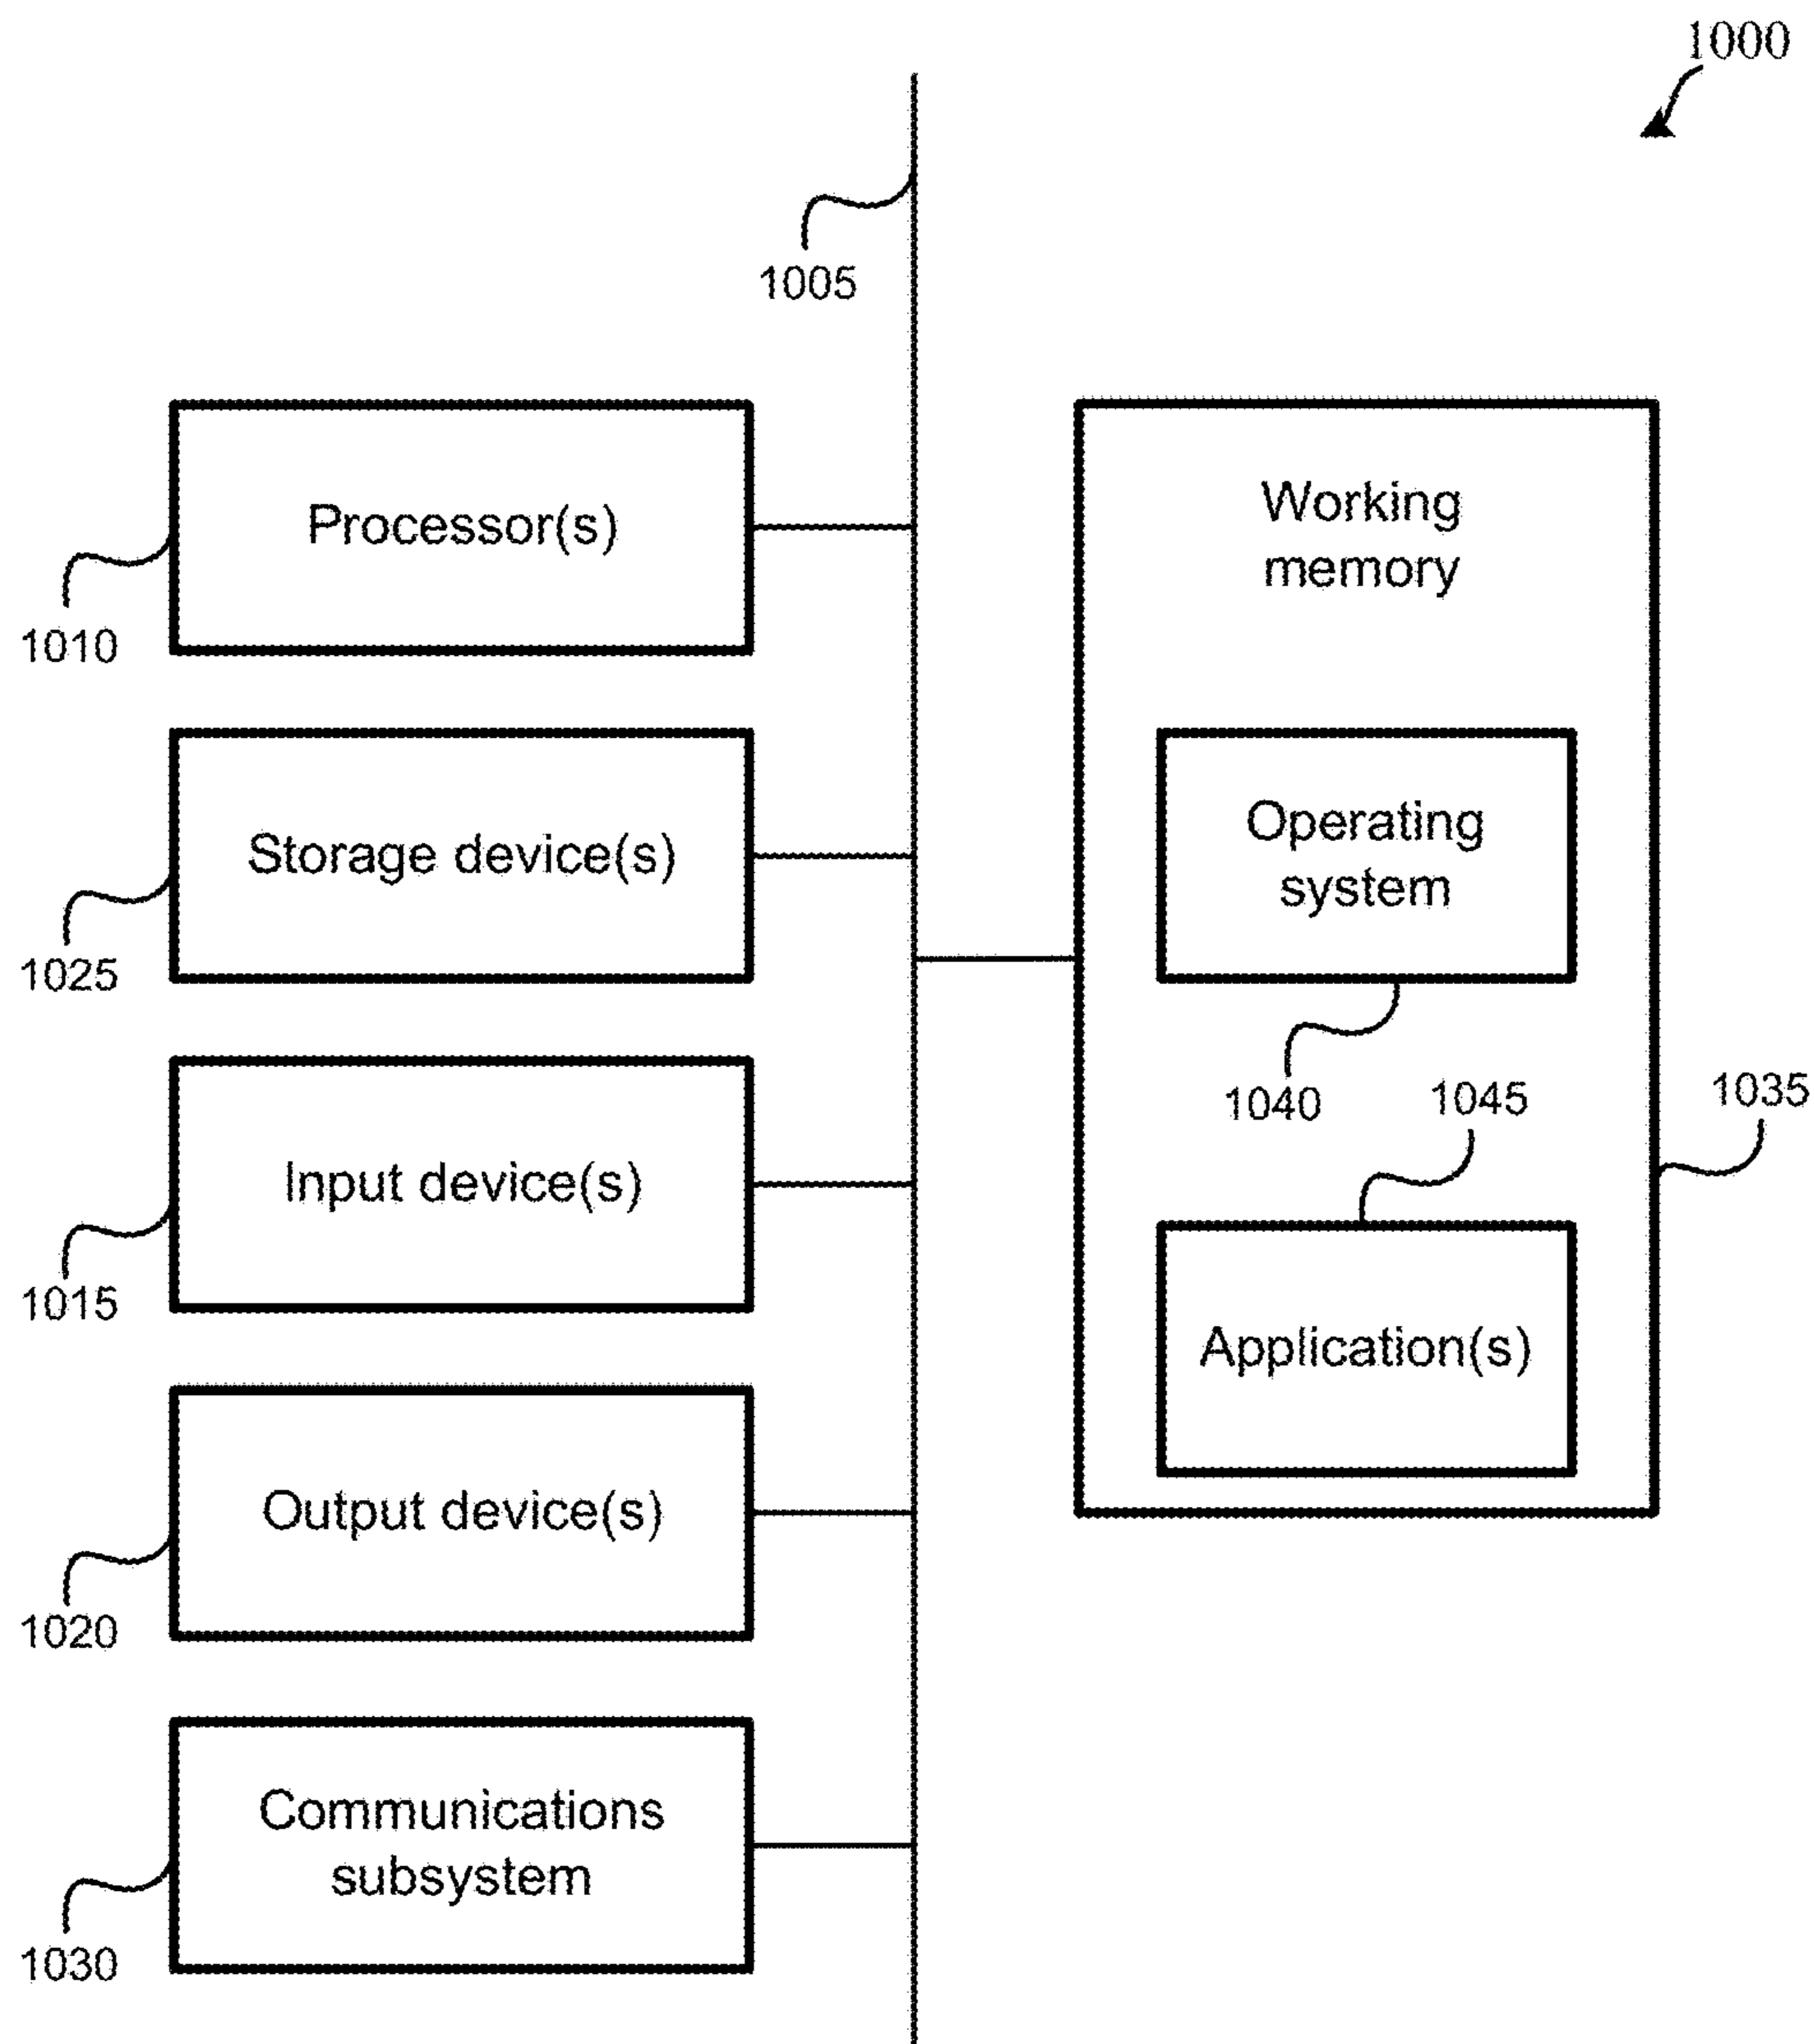 1000
1005
Processor(s)
1010
Storage device(s)
1025
Input device(s)
1015
Output device(s)
1020
Communications
subsystem
1030
Working
memory
Operating
system
1040
1045
1035
Application(s)